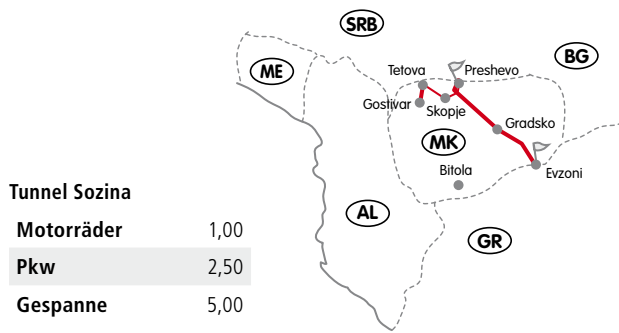 SRB
BG
ME
Tetova
Preshevo
Gostivar
Skopje
Gradsko
MK
Evzoni
Bitola
AL
GR
Tunnel Sozina
Motorräder 1,00
Pkw 2,50
Gespanne 5,00